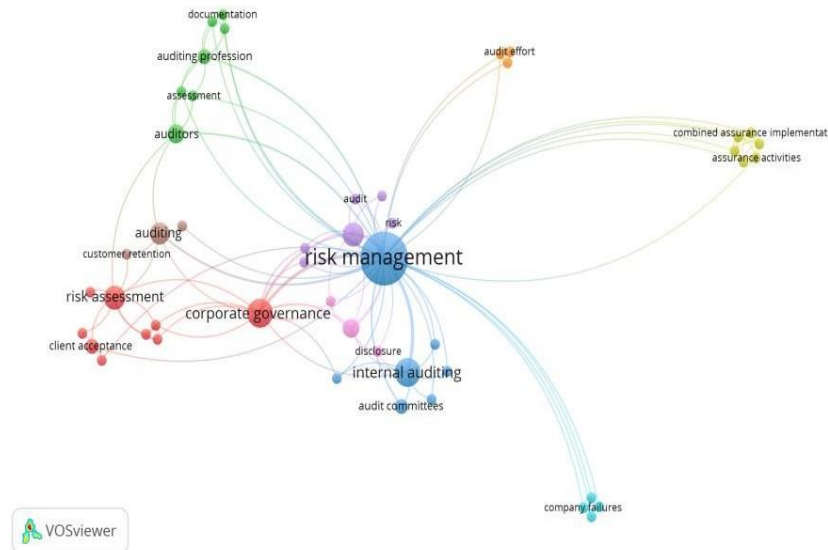 documentation
audit effort
auditing profession
assessment
auditors
combined assurance implementat
assurance activities
audit
risk
auditing
customer retention
risk management
risk assessment
corporate governance
client acceptance
disclosure
internal auditing
audit committees
company failures
VOSviewer